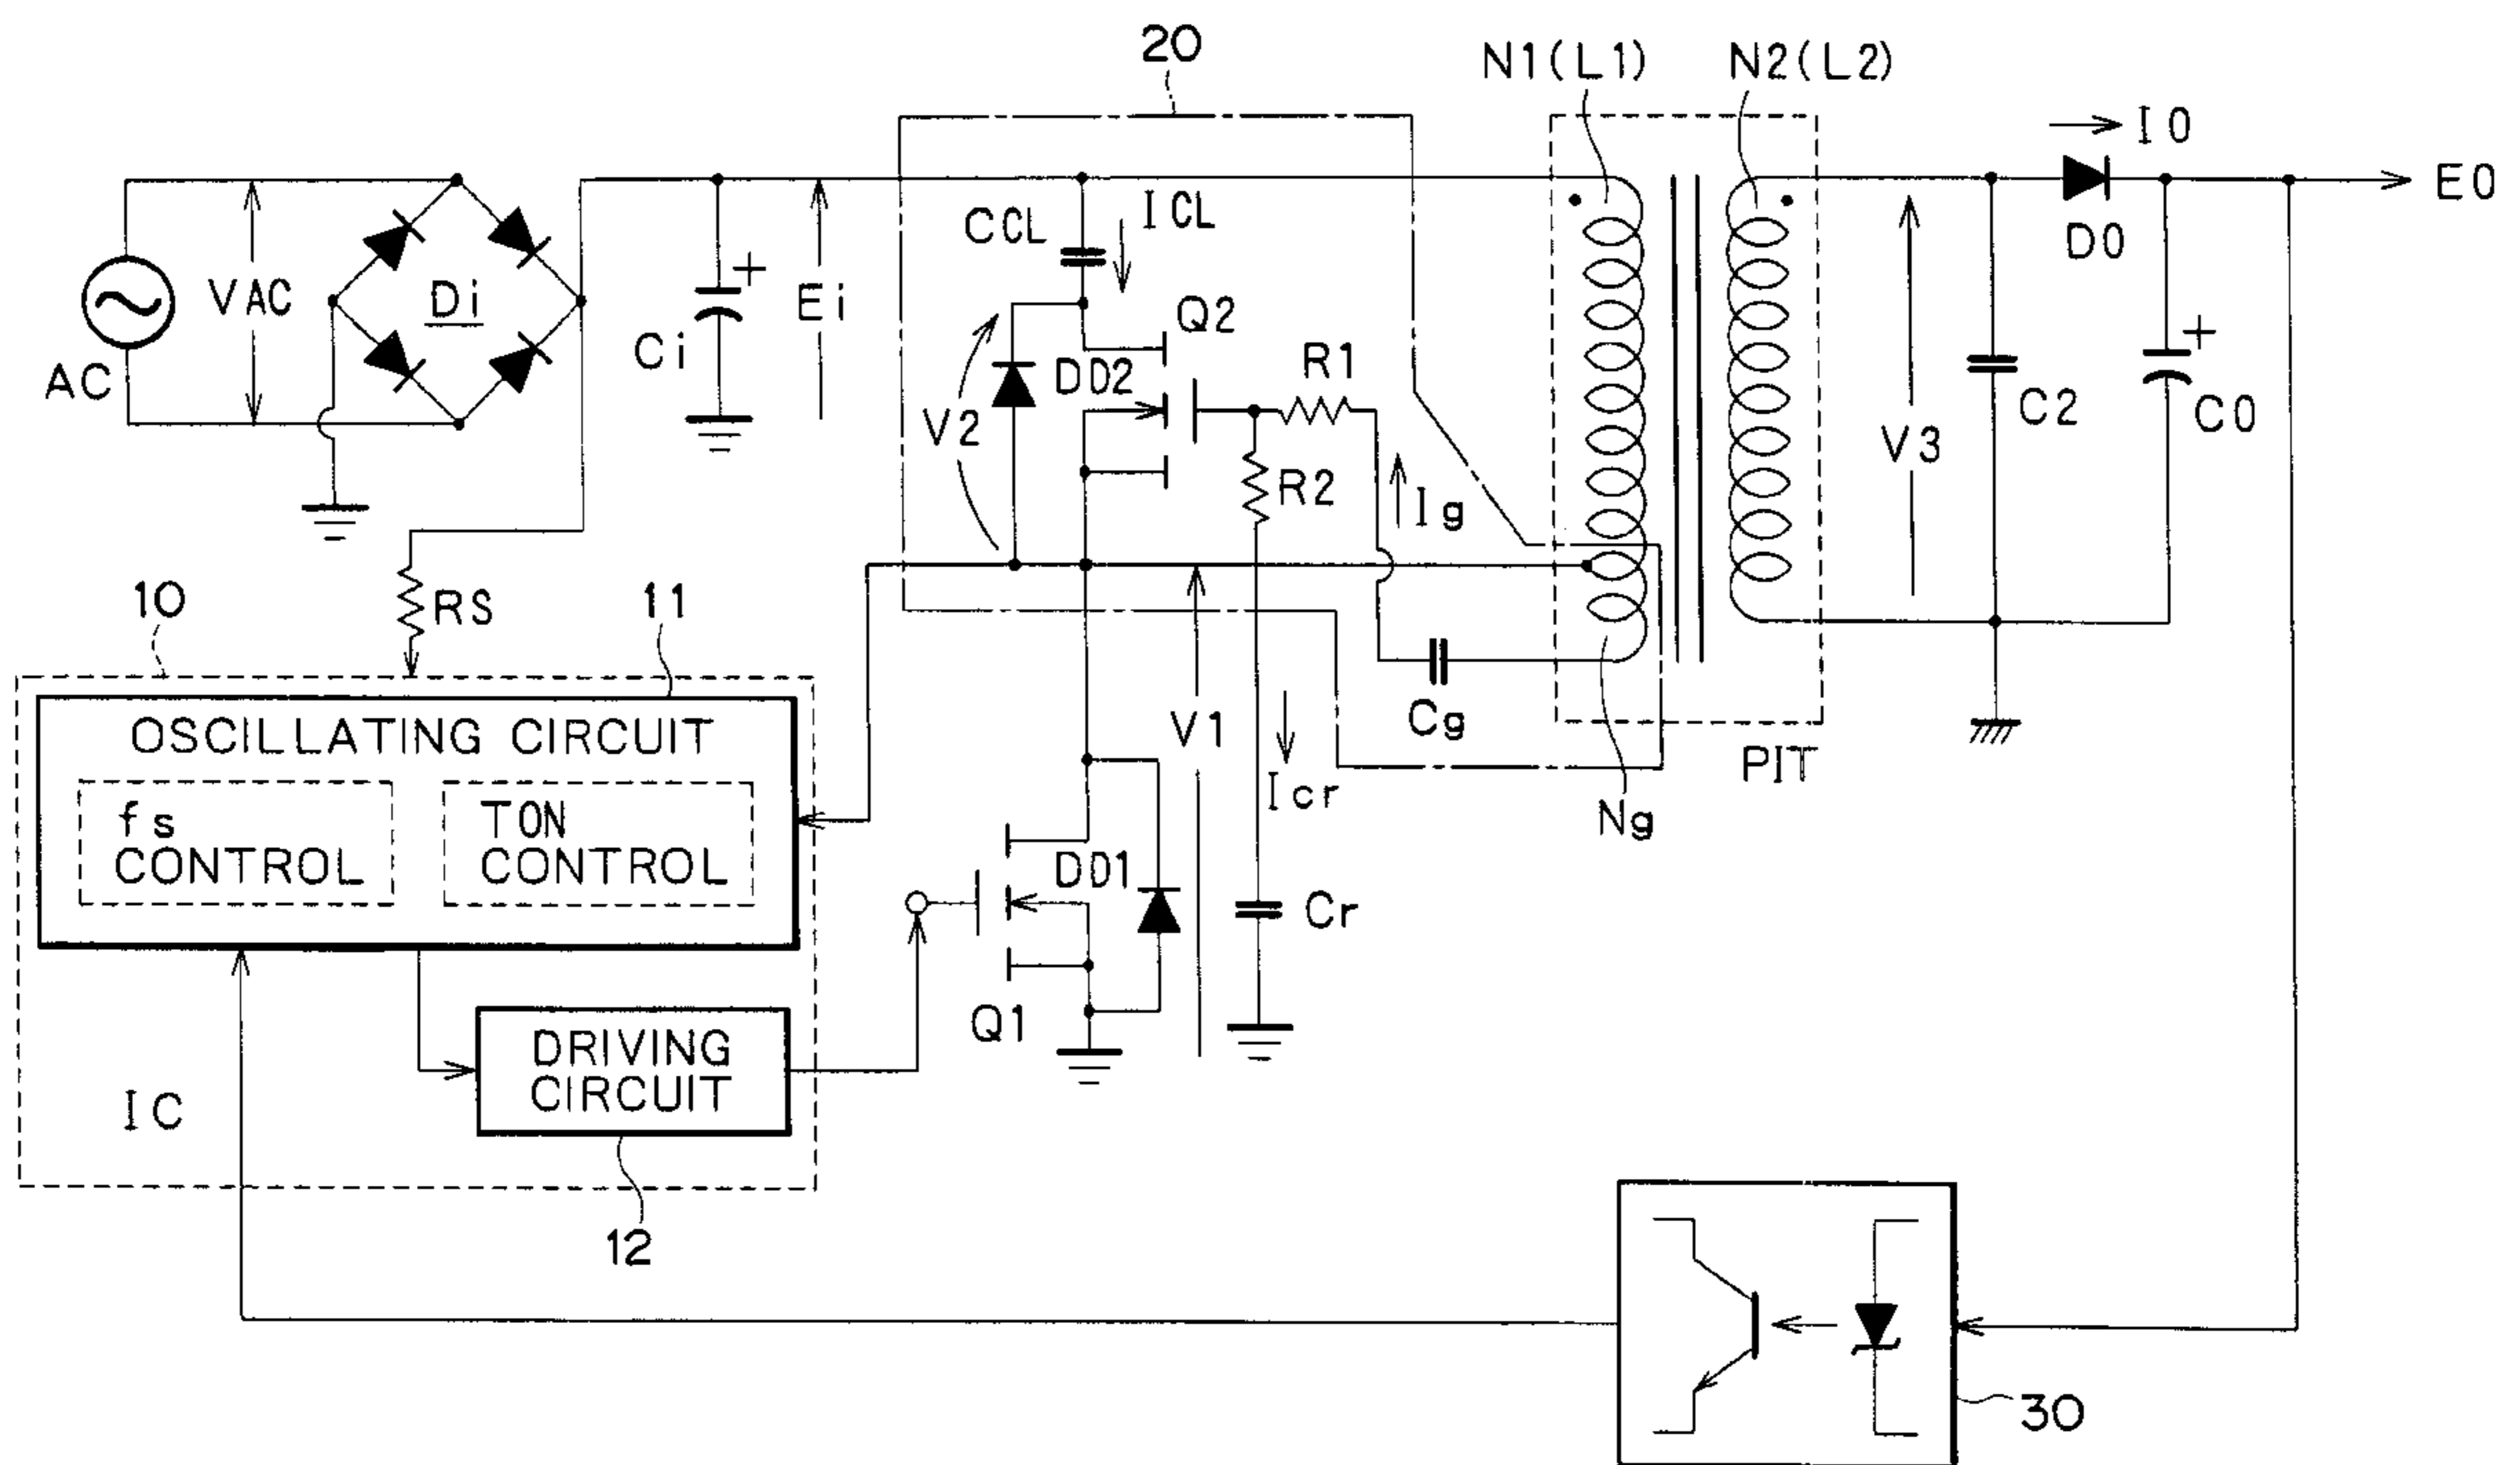 20
N1(L1)
N2(L2)
I0
E0
CCL
ICL
D0
VAC
Di
+
Ei
Q2
Ci
AC
DD2
R1
V2
+
C2
C0
V3
R2
Ig
10
11
RS
Cg
V1
PIT
OSCILLATING CIRCUIT
fs
CONTROL
TON
CONTROL
Icr
Ng
DD1
Cr
Q1
DRIVING
CIRCUIT
IC
12
30